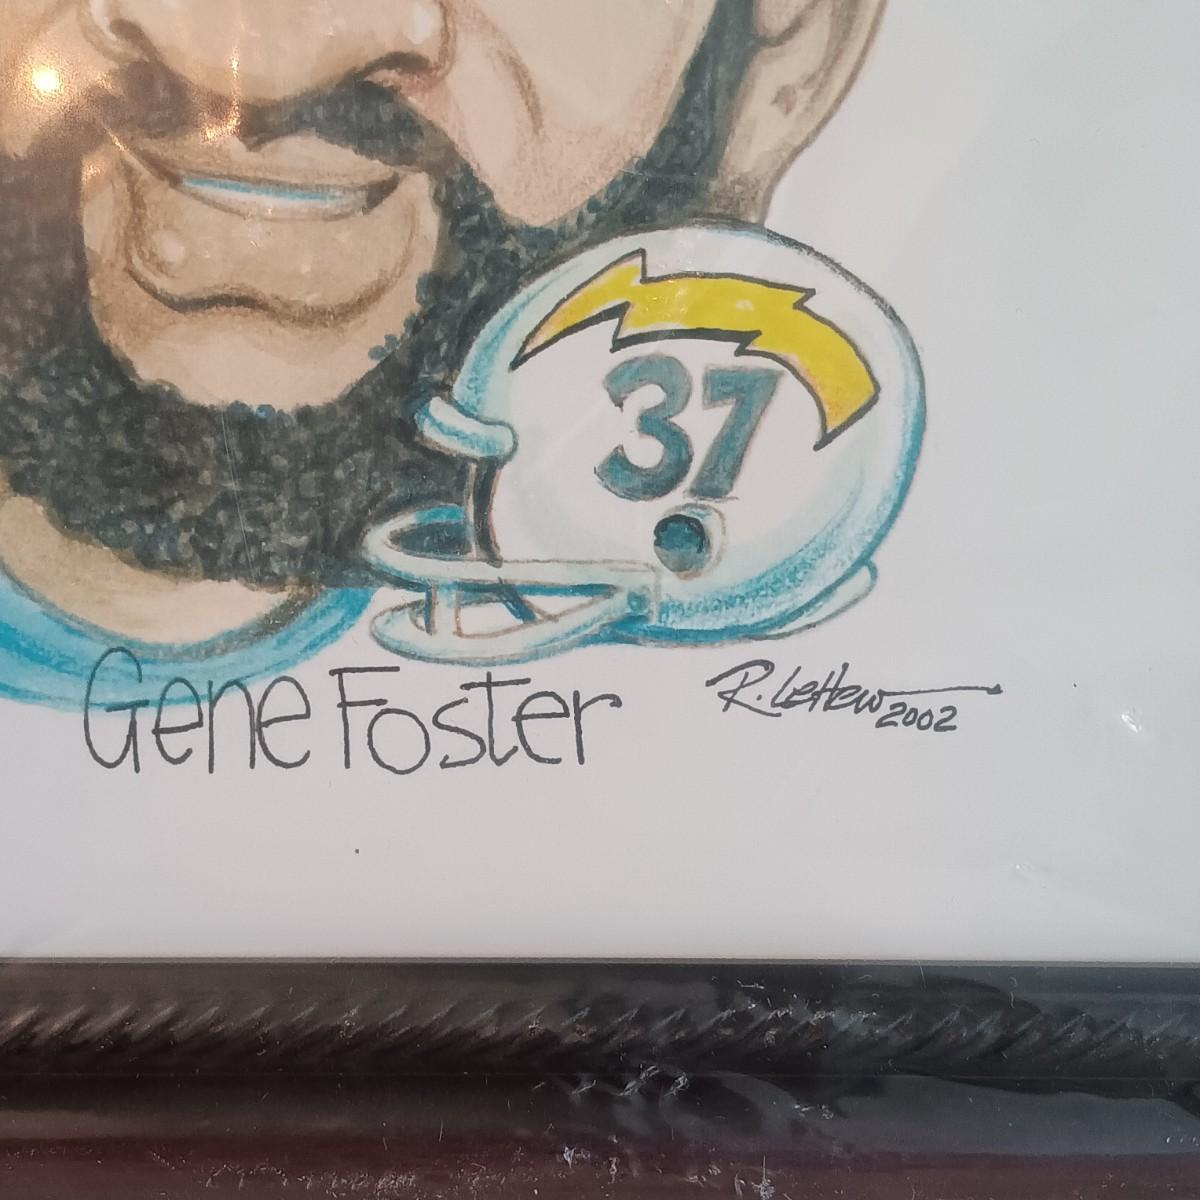 37
Gene Foster
R. LeHew
2002